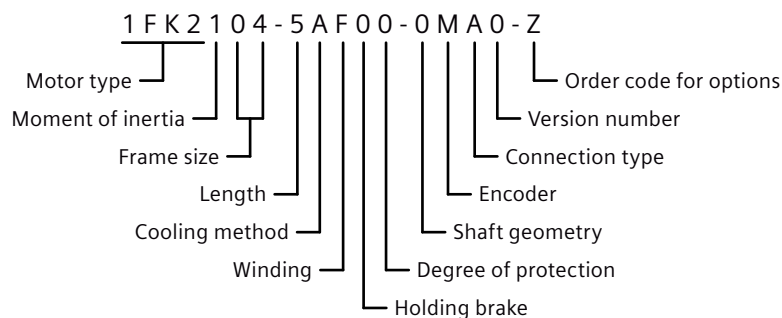 1FK2104-5AF00-0MA0-Z
Motor type
Order code for options
Moment of inertia
Version number
Frame size
Connection type
Length
Encoder
Cooling method
Shaft geometry
Winding
Degree of protection
Holding brake